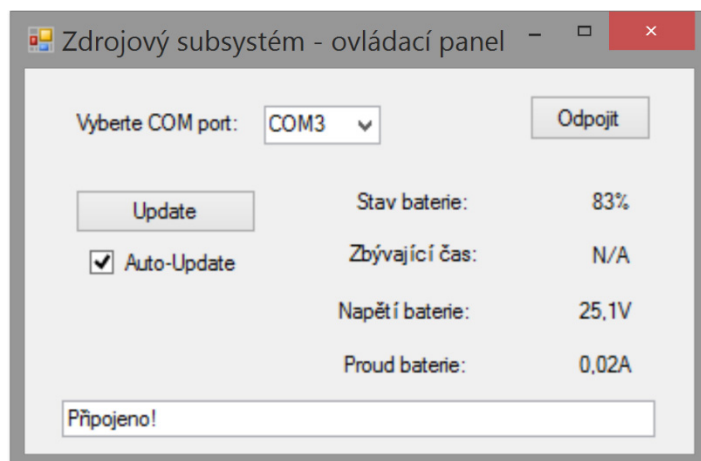 Zdrojový subsystém - ovládací panel
Vyberte COM port: COM3 Odpojit
Update Stav baterie: 83%
Auto-Update Zbývající čas: N/A
Napětí baterie: 25,1V
Proud baterie: 0,02A
Připojeno!